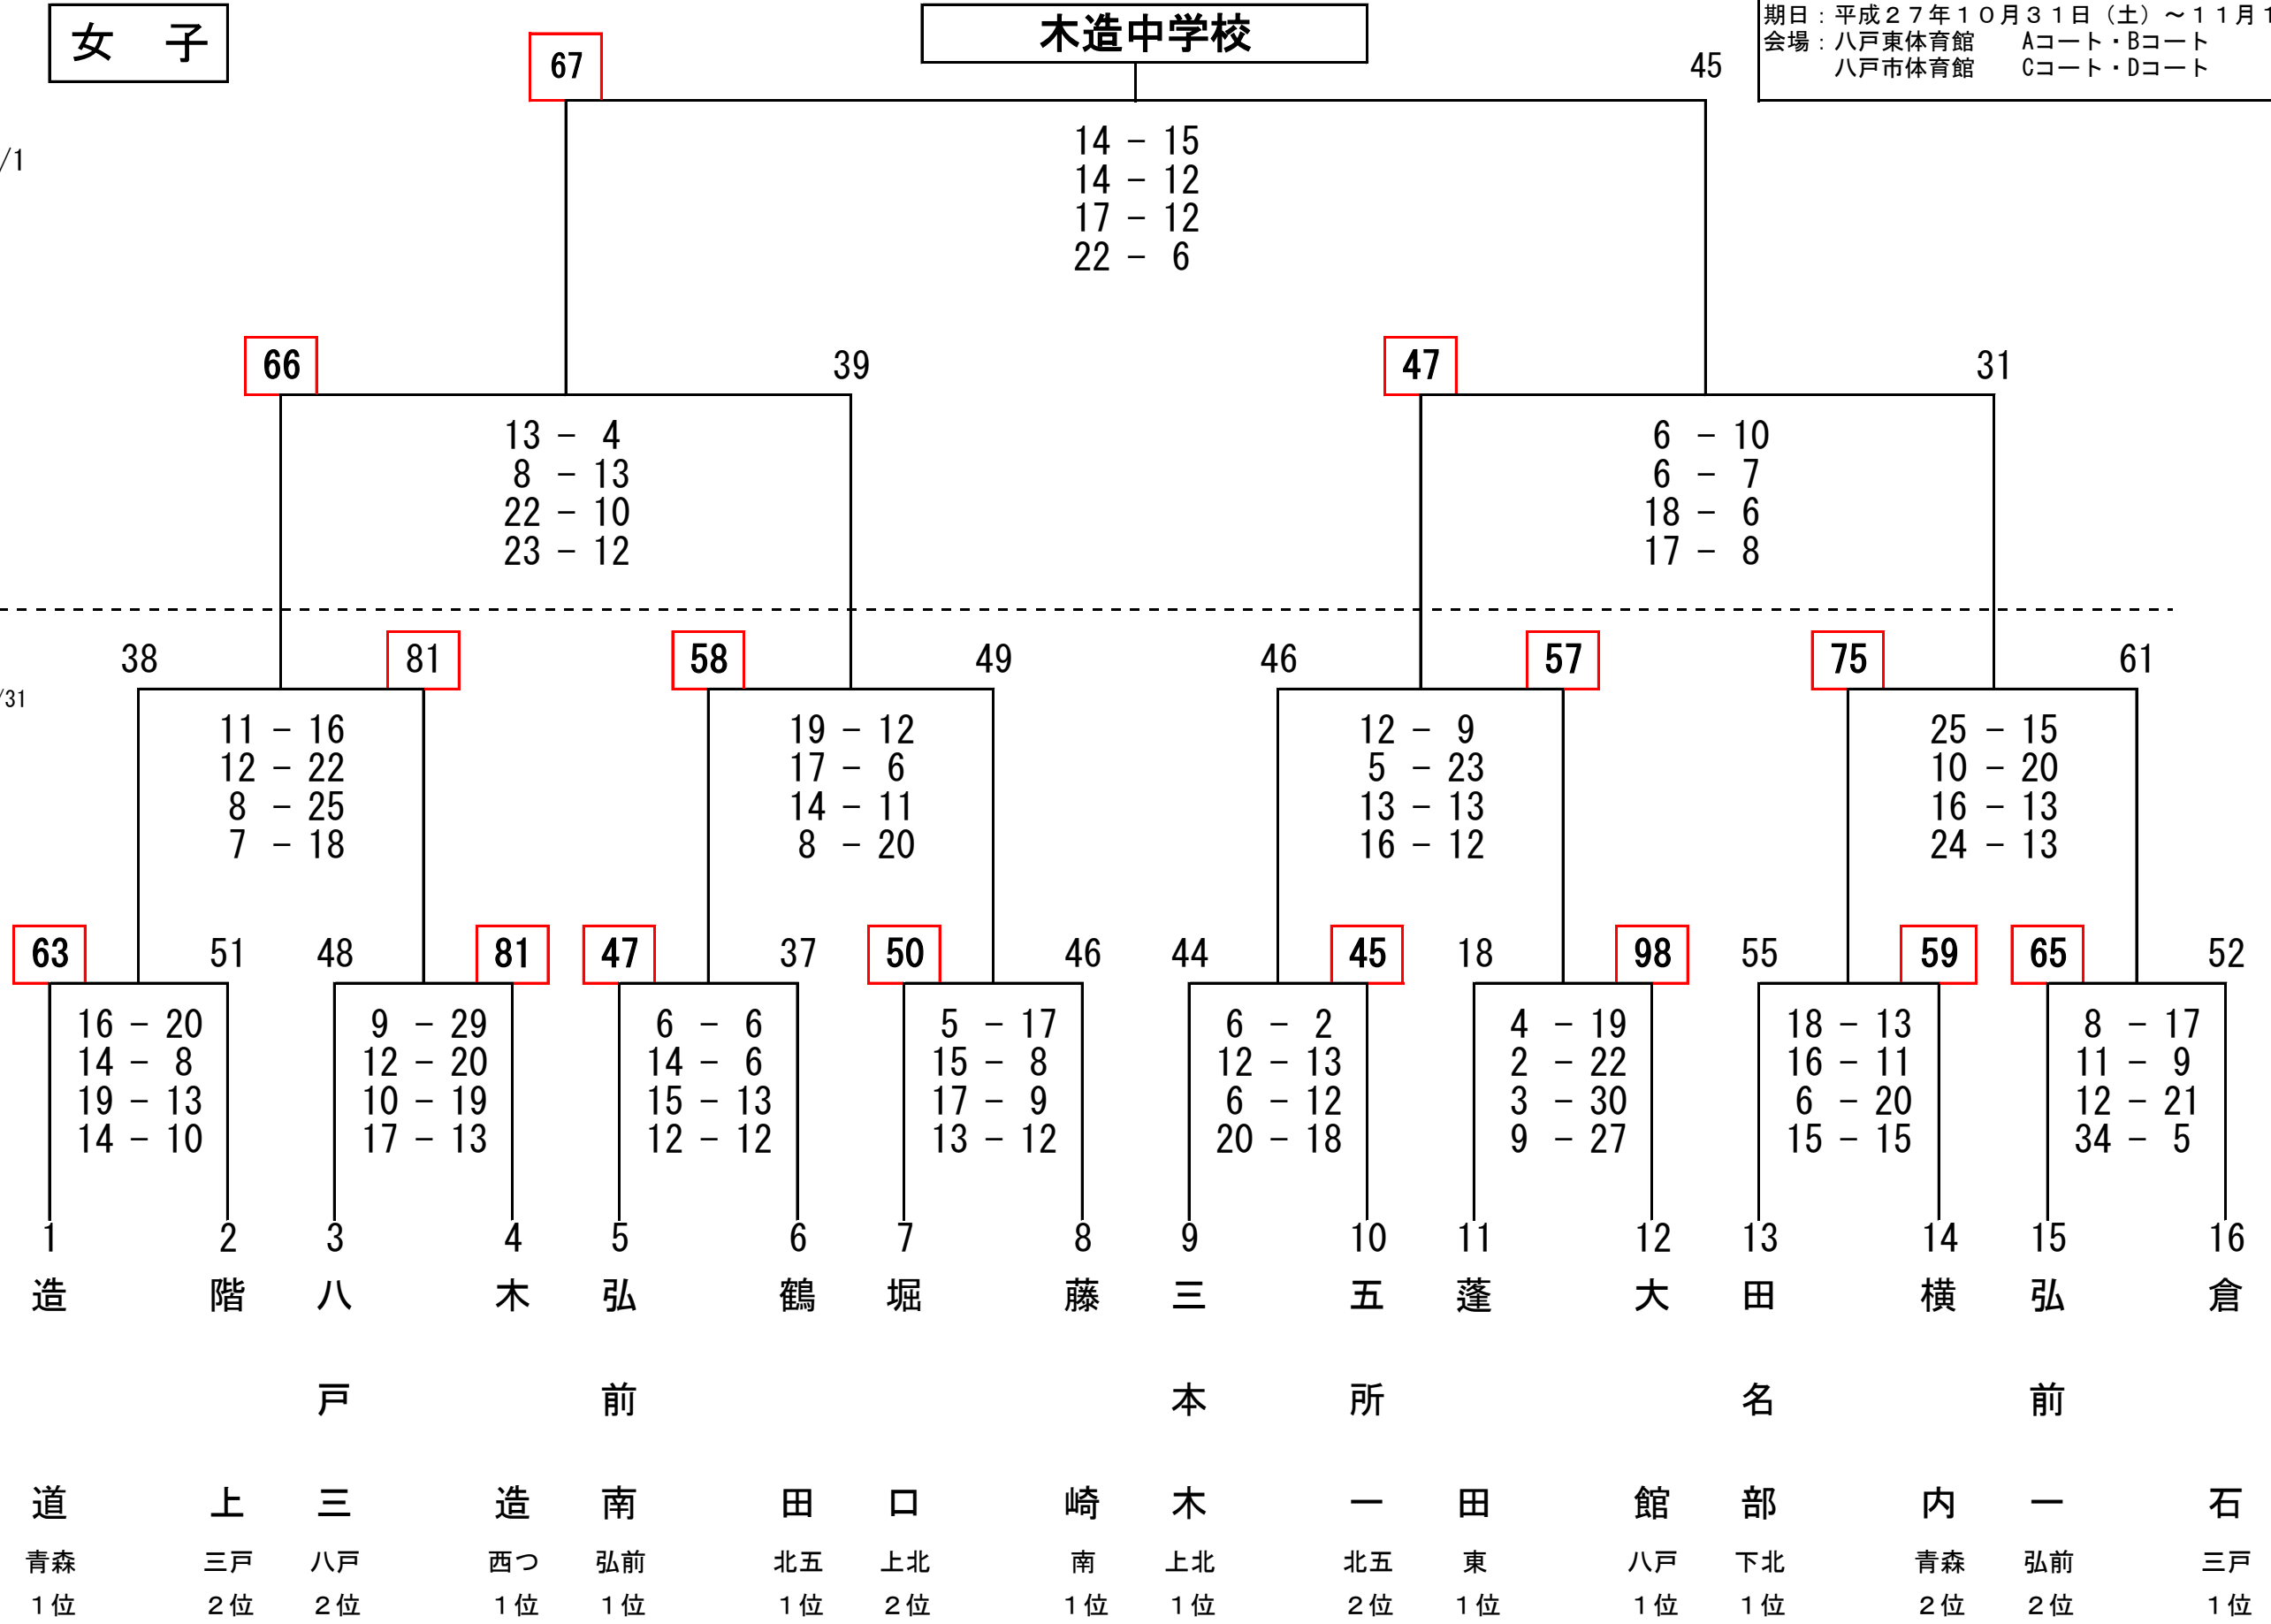 女　子
木造中学校
期日：平成２７年１０月３１日（土）～１１月１
会場：八戸東体育館　　Aコート・Bコート
八戸市体育館　　Cコート・Dコート
67　45
/1
14 － 15
14 － 12
17 － 12
22 － 6
66　39　47　31
13 － 4　6 － 10
8 － 13　6 － 7
22 － 10　18 － 6
23 － 12　17 － 8
38　81　58　49　46　57　75　61
/31
11 － 16　19 － 12　12 － 9　25 － 15
12 － 22　17 － 6　5 － 23　10 － 20
8 － 25　14 － 11　13 － 13　16 － 13
7 － 18　8 － 20　16 － 12　24 － 13
63　51　48　81　47　37　50　46　44　45　18　98　55　59　65　52
16 － 20　9 － 29　6 － 6　5 － 17　6 － 2　4 － 19　18 － 13　8 － 17
14 － 8　12 － 20　14 － 6　15 － 8　12 － 13　2 － 22　16 － 11　11 － 9
19 － 13　10 － 19　15 － 13　17 － 9　6 － 12　3 － 30　6 － 20　12 － 21
14 － 10　17 － 13　12 － 12　13 － 12　20 － 18　9 － 27　15 － 15　34 － 5
1　2　3　4　5　6　7　8　9　10　11　12　13　14　15　16
造道　階上　八戸三　木造　弘前南　鶴田　堀口　藤崎　三本木　五所一　蓬田　大館　田名部　横内　弘前一　倉石
青森　三戸　八戸　西つ　弘前　北五　上北　南　上北　北五　東　八戸　下北　青森　弘前　三戸
１位　２位　２位　１位　１位　１位　２位　１位　１位　２位　１位　１位　１位　２位　２位　１位